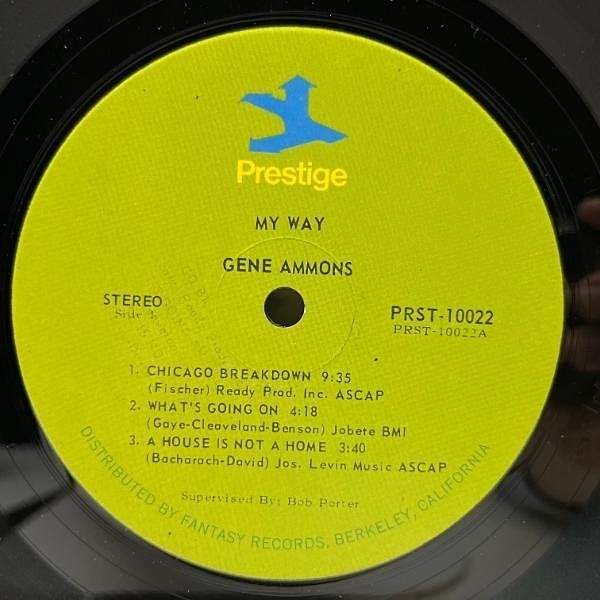 Prestige
MY WAY
GENE AMMONS
STEREO
Side
PRST-10022
PRST-10022A
1. CHICAGO BREAKDOWN 9:35
(Fischer) Ready Prod. Inc. ASCAP
2. WHAT'S GOING ON 4:18
(Gaye-Cleaveland-Benson) Jobete BMI
3. A HOUSE IS NOT A HOME 3:40
(Bacharach-David) Jos. Levin Music ASCAP
Supervised By: Bob Porter
DISTRIBUTED BY FANTASY RECORDS, BERKELEY, CALIFORNIA